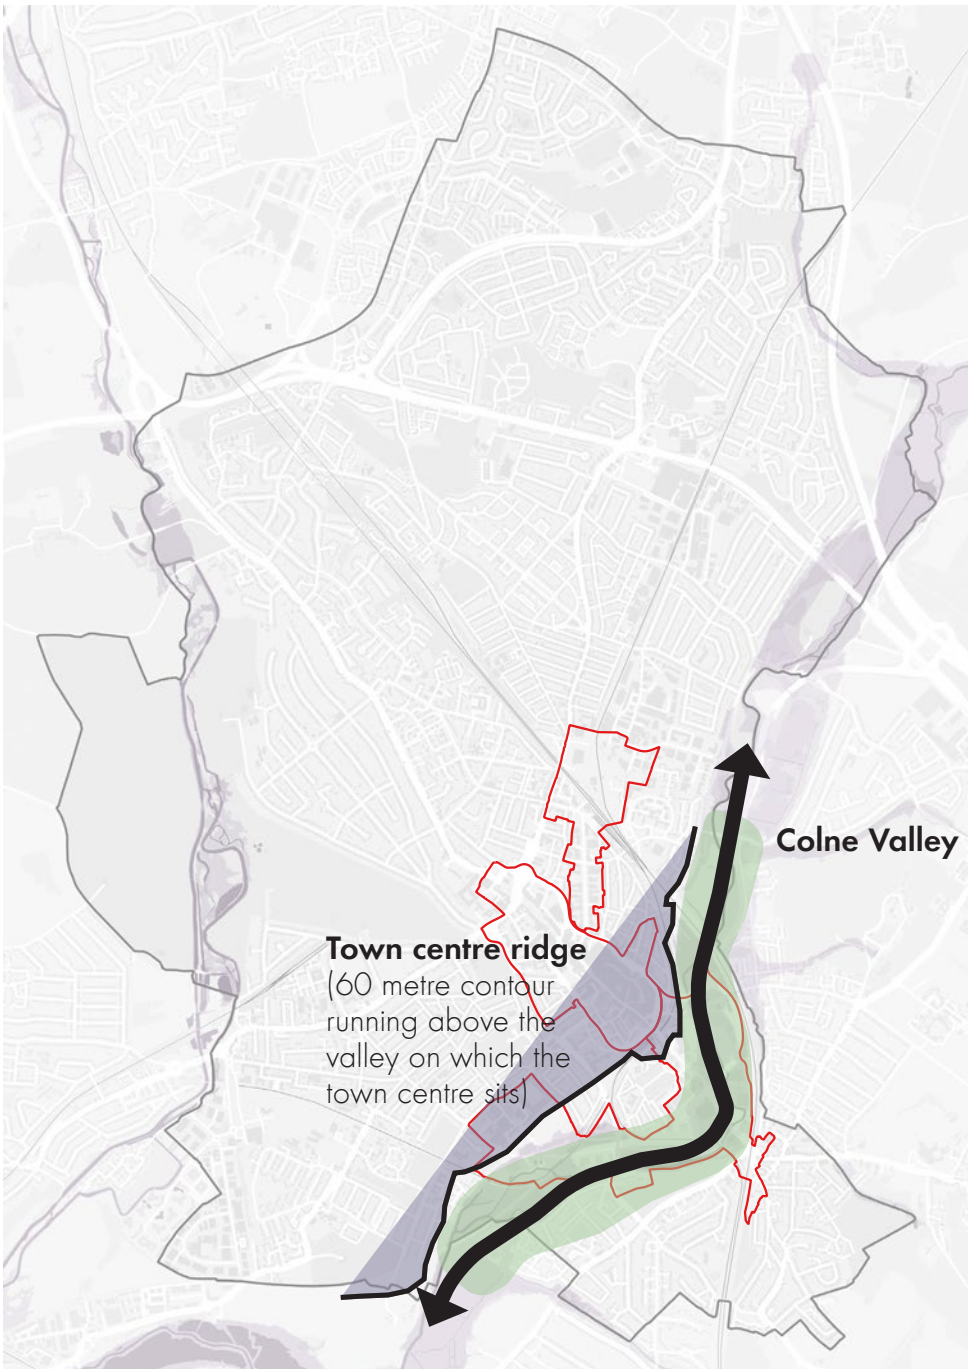 Colne Valley
Town centre ridge
(60 metre contour
running above the
valley on which the
town centre sits)